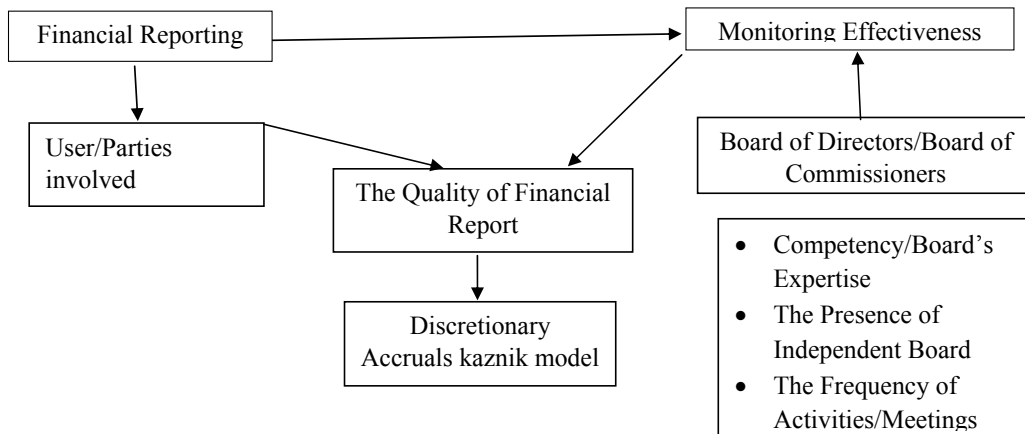 Financial Reporting
Monitoring Effectiveness
User/Parties
involved
Board of Directors/Board of
Commissioners
The Quality of Financial
Report
• Competency/Board’s
Expertise
• The Presence of
Independent Board
• The Frequency of
Activities/Meetings
Discretionary
Accruals kaznik model